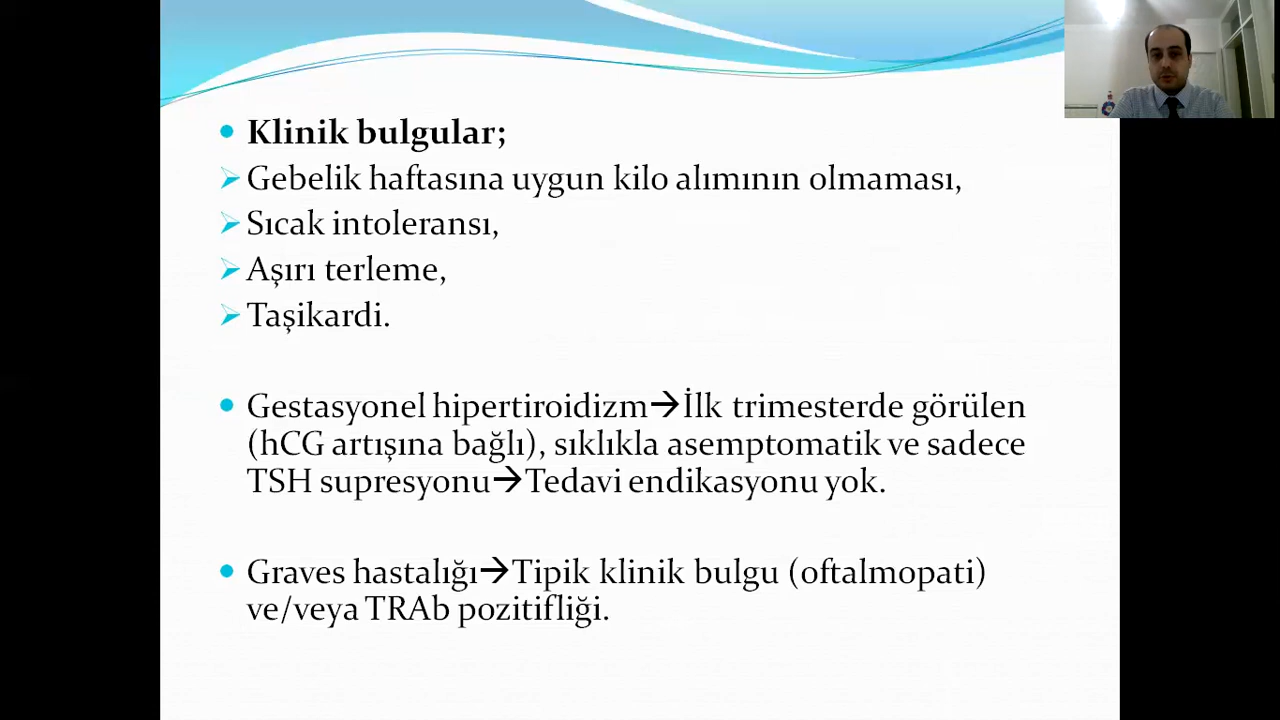 Klinik bulgular;
Gebelik haftasına uygun kilo alımının olmaması,
Sıcak intoleransı,
Aşırı terleme,
Taşikardi.
Gestasyonel hipertiroidizm→İlk trimesterde görülen
(hCG artışına bağlı), sıklıkla asemptomatik ve sadece
TSH supresyonu→Tedavi endikasyonu yok.
Graves hastalığı→Tipik klinik bulgu (oftalmopati)
ve/veya TRAb pozitifliği.